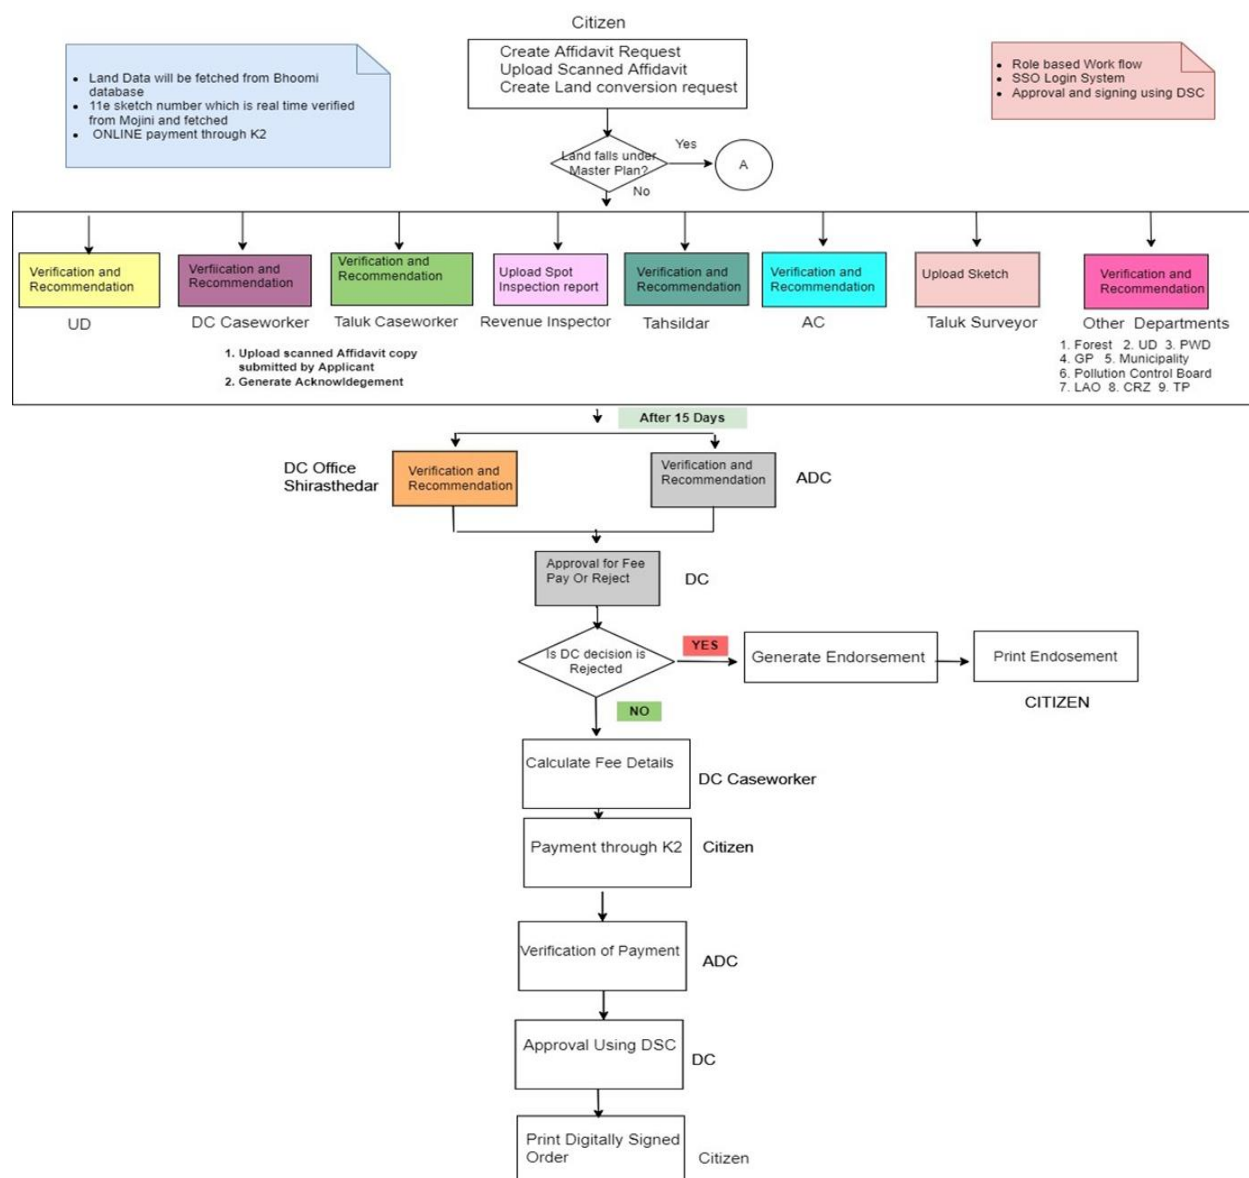 Citizen
Create Affidavit Request
Upload Scanned Affidavit
Create Land conversion request
Land Data will be fetched from Bhoomi
database
11e sketch number which is real time verified
from Mojini and fetched
ONLINE payment through K2
Role based Work flow
SSO Login System
Approval and signing using DSC
Land falls under
Master Plan?
Yes
A
No
Verification and
Recommendation
UD
Verfiication and
Recommendation
DC Caseworker
Verification and
Recommendation
Taluk Caseworker
1. Upload scanned Affidavit copy
submitted by Applicant
2. Generate Acknowldegement
Upload Spot
Inspection report
Revenue Inspector
Verification and
Recommendation
Tahsildar
Verification and
Recommendation
AC
Upload Sketch
Taluk Surveyor
Verification and
Recommendation
Other Departments
1. Forest 2. UD 3. PWD
4. GP 5. Municipality
6. Pollution Control Board
7. LAO 8. CRZ 9. TP
After 15 Days
DC Office
Shirasthedar
Verification and
Recommendation
Verification and
Recommendation
ADC
Approval for Fee
Pay Or Reject
DC
Is DC decision is
Rejected
YES
Generate Endorsement
Print Endosement
CITIZEN
NO
Calculate Fee Details
DC Caseworker
Payment through K2
Citizen
Verification of Payment
ADC
Approval Using DSC
DC
Print Digitally Signed
Order
Citizen